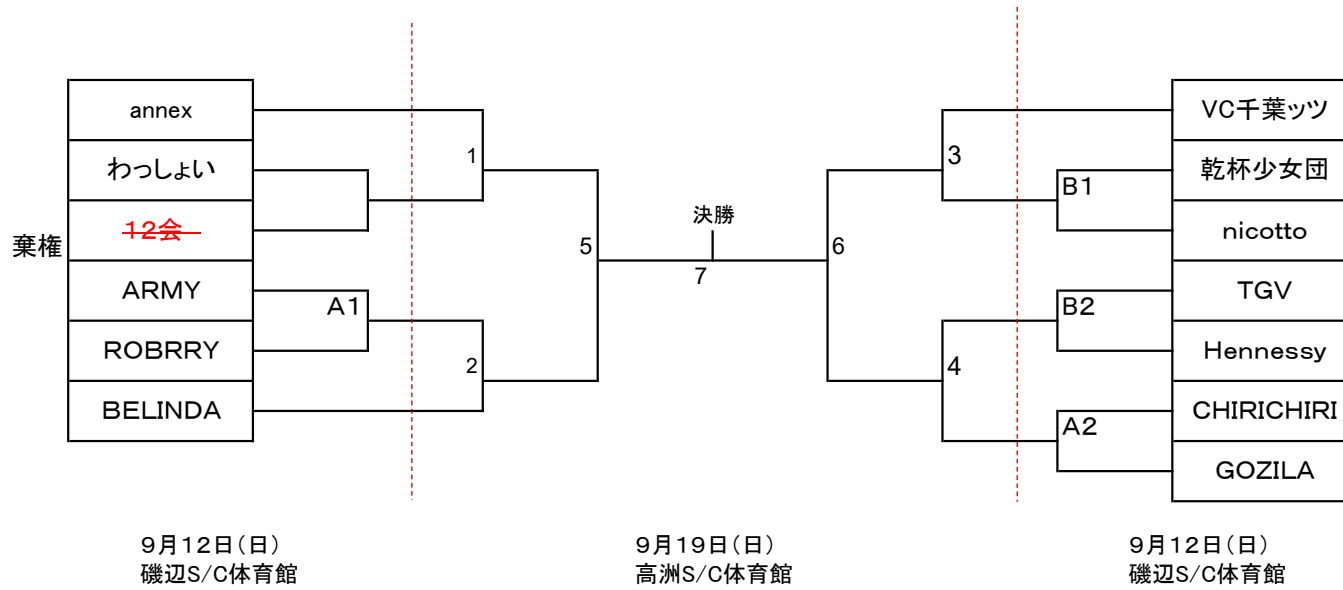 annex
わっしょい
12会
棄権
ARMY
ROBRRY
BELINDA
A1
1
2
5
決勝
7
6
3
4
B1
B2
A2
VC千葉ッツ
乾杯少女団
nicotto
TGV
Hennessy
CHIRICHIRI
GOZILA
9月12日(日)
磯辺S/C体育館
9月19日(日)
高洲S/C体育館
9月12日(日)
磯辺S/C体育館